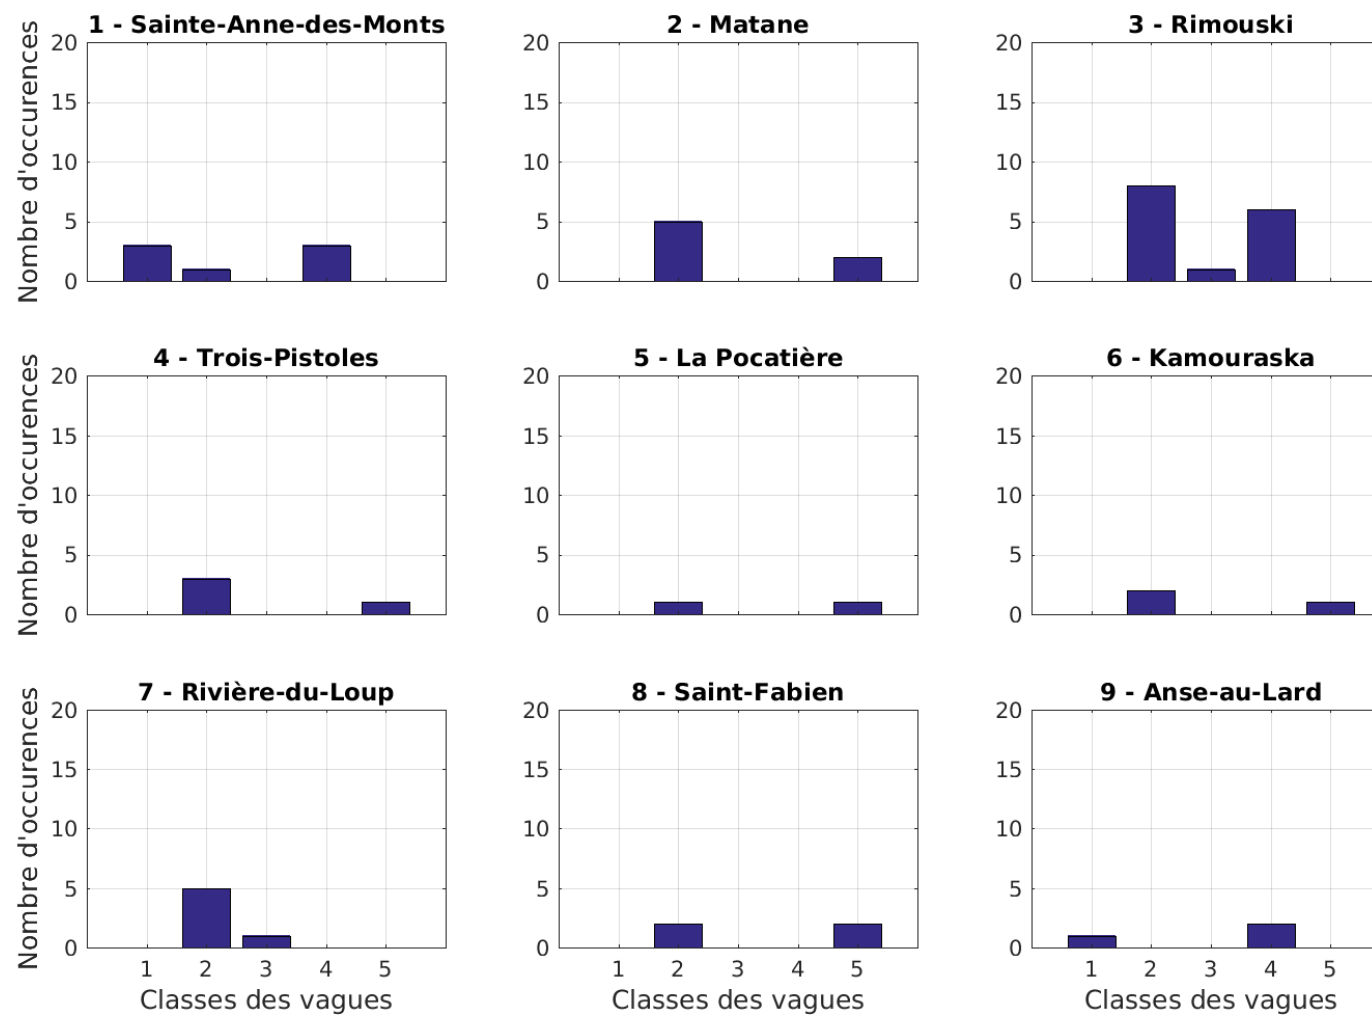 1 - Sainte-Anne-des-Monts
2 - Matane
3 - Rimouski
20
15
10
5
0
Nombre d'occurences
20
15
10
5
0
20
15
10
5
0
4 - Trois-Pistoles
5 - La Pocatière
6 - Kamouraska
20
15
10
5
0
Nombre d'occurences
20
15
10
5
0
20
15
10
5
0
7 - Rivière-du-Loup
8 - Saint-Fabien
9 - Anse-au-Lard
20
15
10
5
0
Nombre d'occurences
20
15
10
5
0
20
15
10
5
0
1 2 3 4 5
1 2 3 4 5
1 2 3 4 5
Classes des vagues
Classes des vagues
Classes des vagues